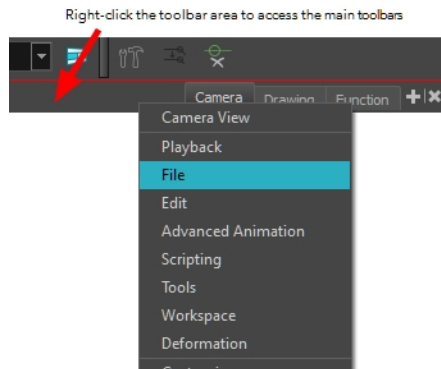 Right-click the toolbar area to access the main toolbars
Camera Drawing Function
Camera View
Playback
File
Edit
Advanced Animation
Scripting
Tools
Workspace
Deformation